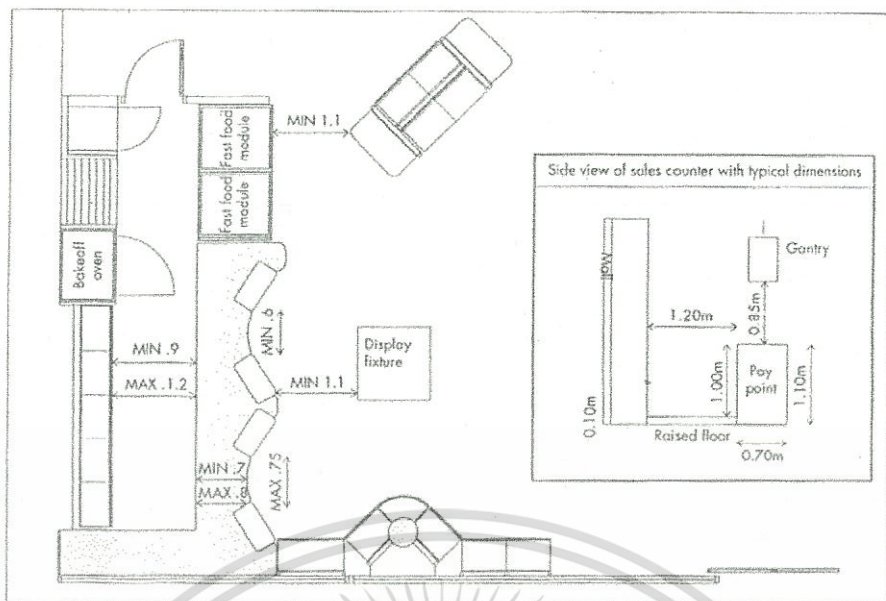 Fast food
module
Fast food
module
MIN 1.1
Bakeoff
oven
MIN .9
MAX .1.2
MIN .6
MIN 1.1
Display
fixture
MIN .7
MAX .8
MAX .75
Side view of sales counter with typical dimensions
Mall
Gantry
0.85m
1.20m
1.00m
Pay
point
1.10m
0.10m
Raised floor
0.70m